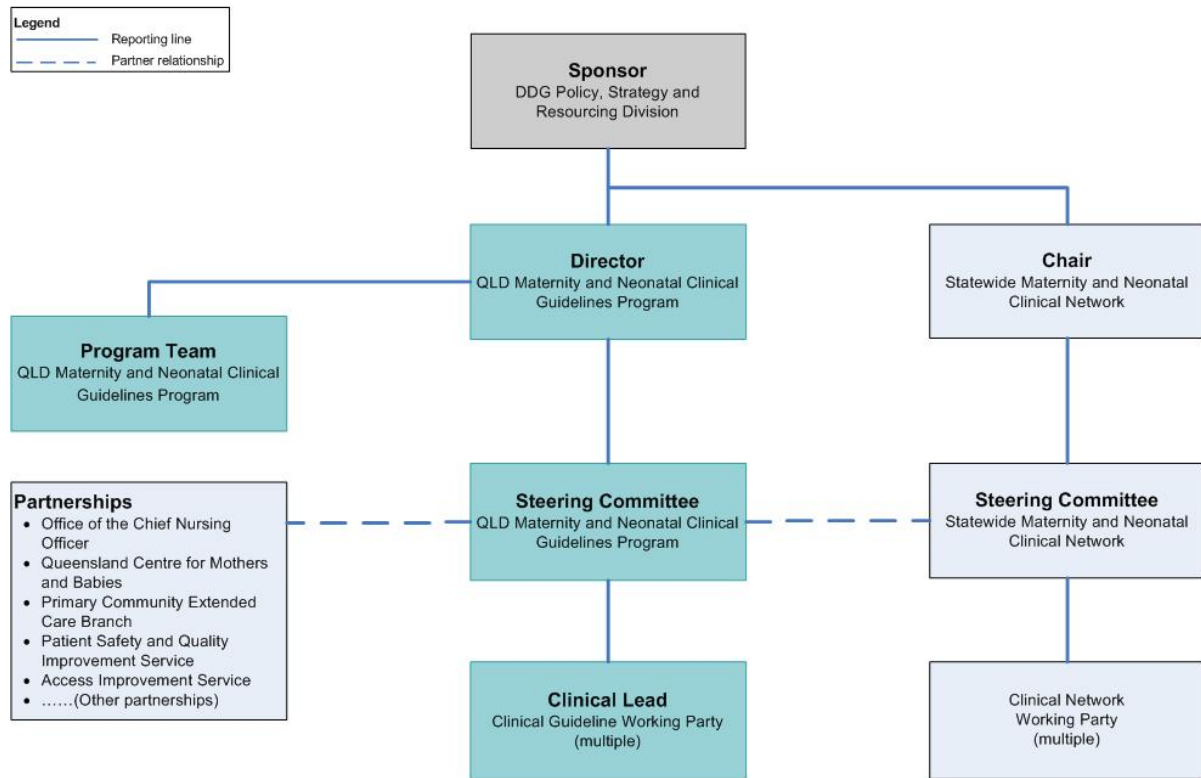 Legend
Reporting line
Partner relationship
Sponsor
DDG Policy, Strategy and
Resourcing Division
Director
QLD Maternity and Neonatal Clinical
Guidelines Program
Chair
Statewide Maternity and Neonatal
Clinical Network
Program Team
QLD Maternity and Neonatal Clinical
Guidelines Program
Partnerships
• Office of the Chief Nursing
Officer
• Queensland Centre for Mothers
and Babies
• Primary Community Extended
Care Branch
• Patient Safety and Quality
Improvement Service
• Access Improvement Service
• ......(Other partnerships)
Steering Committee
QLD Maternity and Neonatal Clinical
Guidelines Program
Steering Committee
Statewide Maternity and Neonatal
Clinical Network
Clinical Lead
Clinical Guideline Working Party
(multiple)
Clinical Network
Working Party
(multiple)